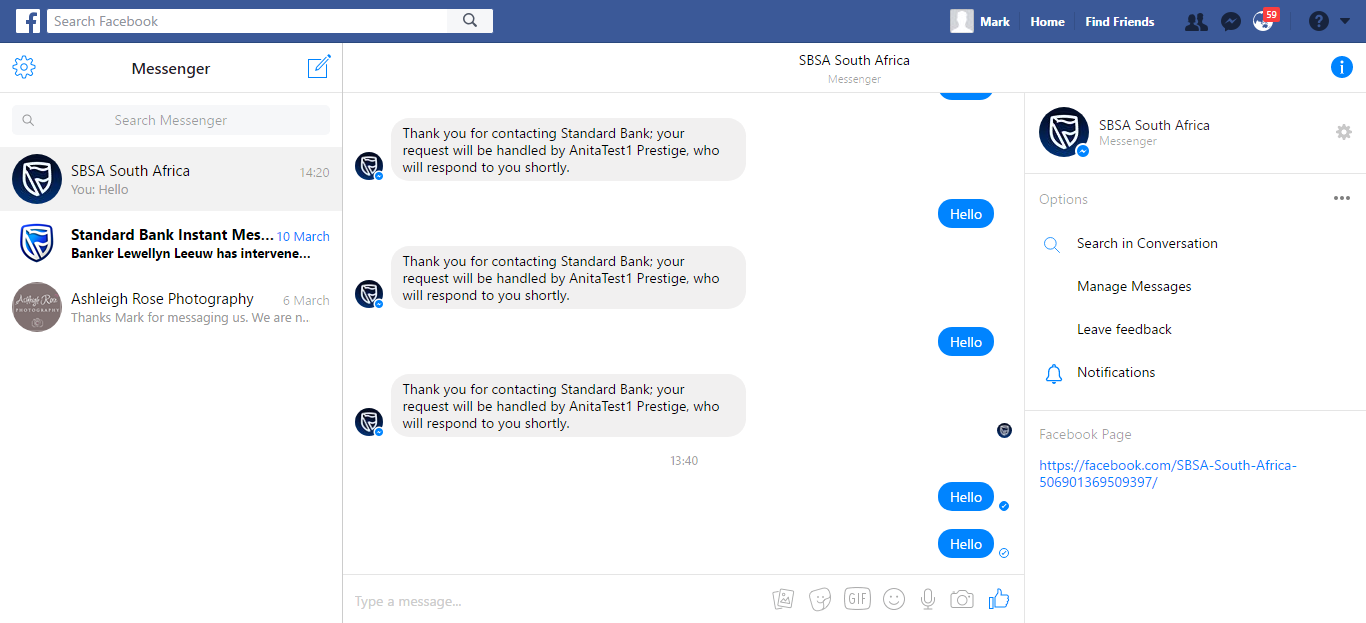 Search Facebook
Mark
Home
Find Friends
59
Messenger
Search Messenger
SBSA South Africa
14:20
You: Hello
Standard Bank Instant Mes...
10 March
Banker Lewellyn Leeuw has intervene...
Ashleigh Rose Photography
6 March
Thanks Mark for messaging us. We are n..
Ashleigh Rose
PHOTOGRAPHY
SBSA South Africa
Messenger
Thank you for contacting Standard Bank; your
request will be handled by AnitaTest1 Prestige, who
will respond to you shortly.
Hello
Thank you for contacting Standard Bank; your
request will be handled by AnitaTest1 Prestige, who
will respond to you shortly.
Hello
Thank you for contacting Standard Bank; your
request will be handled by AnitaTest1 Prestige, who
will respond to you shortly.
13:40
Hello
Hello
Type a message...
GIF
SBSA South Africa
Messenger
Options
Search in Conversation
Manage Messages
Leave feedback
Notifications
Facebook Page
https://facebook.com/SBSA-South-Africa-
506901369509397/